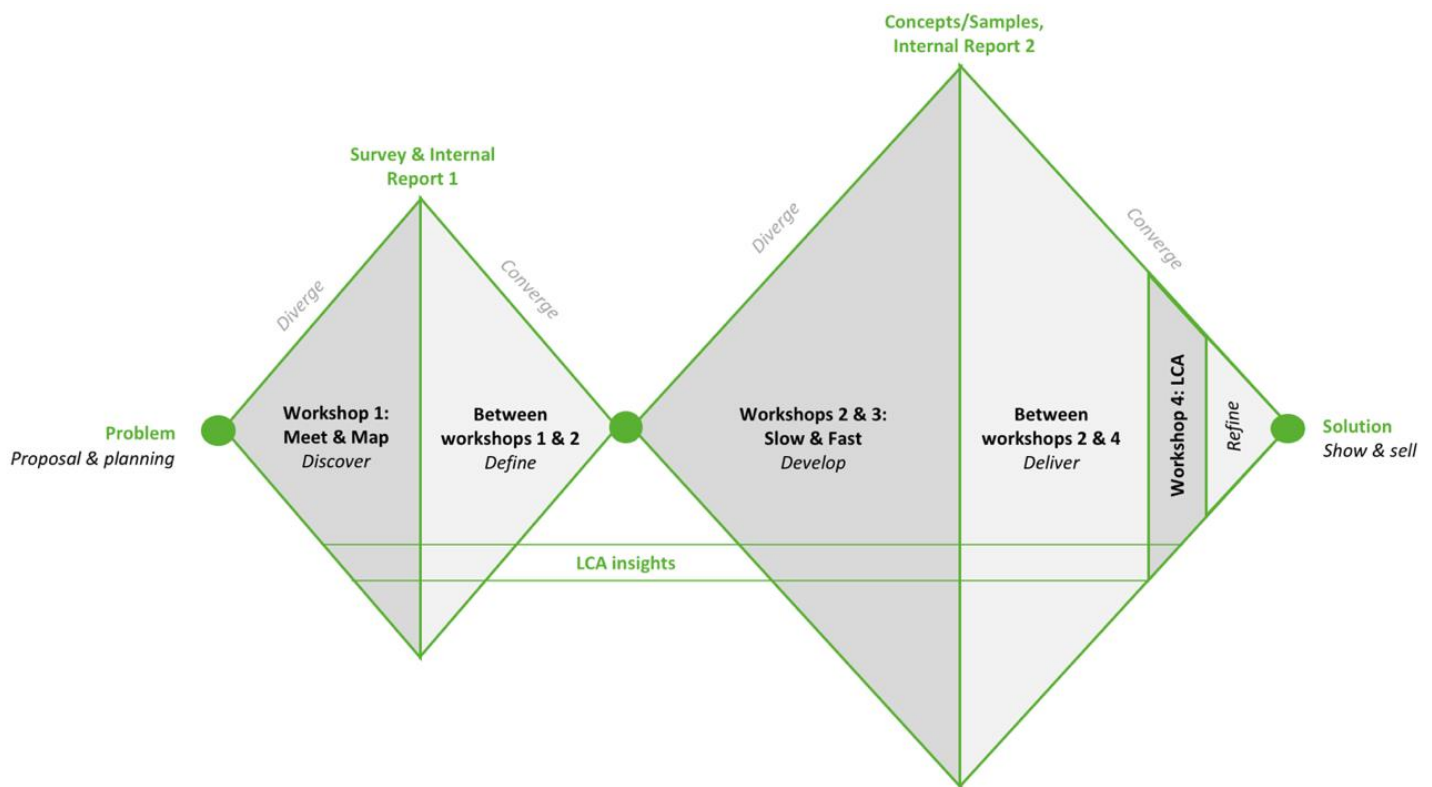 Concepts/Samples,
Internal Report 2
Survey & Internal
Report 1
Diverge
Converge
Diverge
Converge
Problem
Proposal & planning
Workshop 1:
Meet & Map
Discover
Between
workshops 1 & 2
Define
Workshops 2 & 3:
Slow & Fast
Develop
Between
workshops 2 & 4
Deliver
Workshop 4: LCA
Refine
Solution
Show & sell
LCA insights